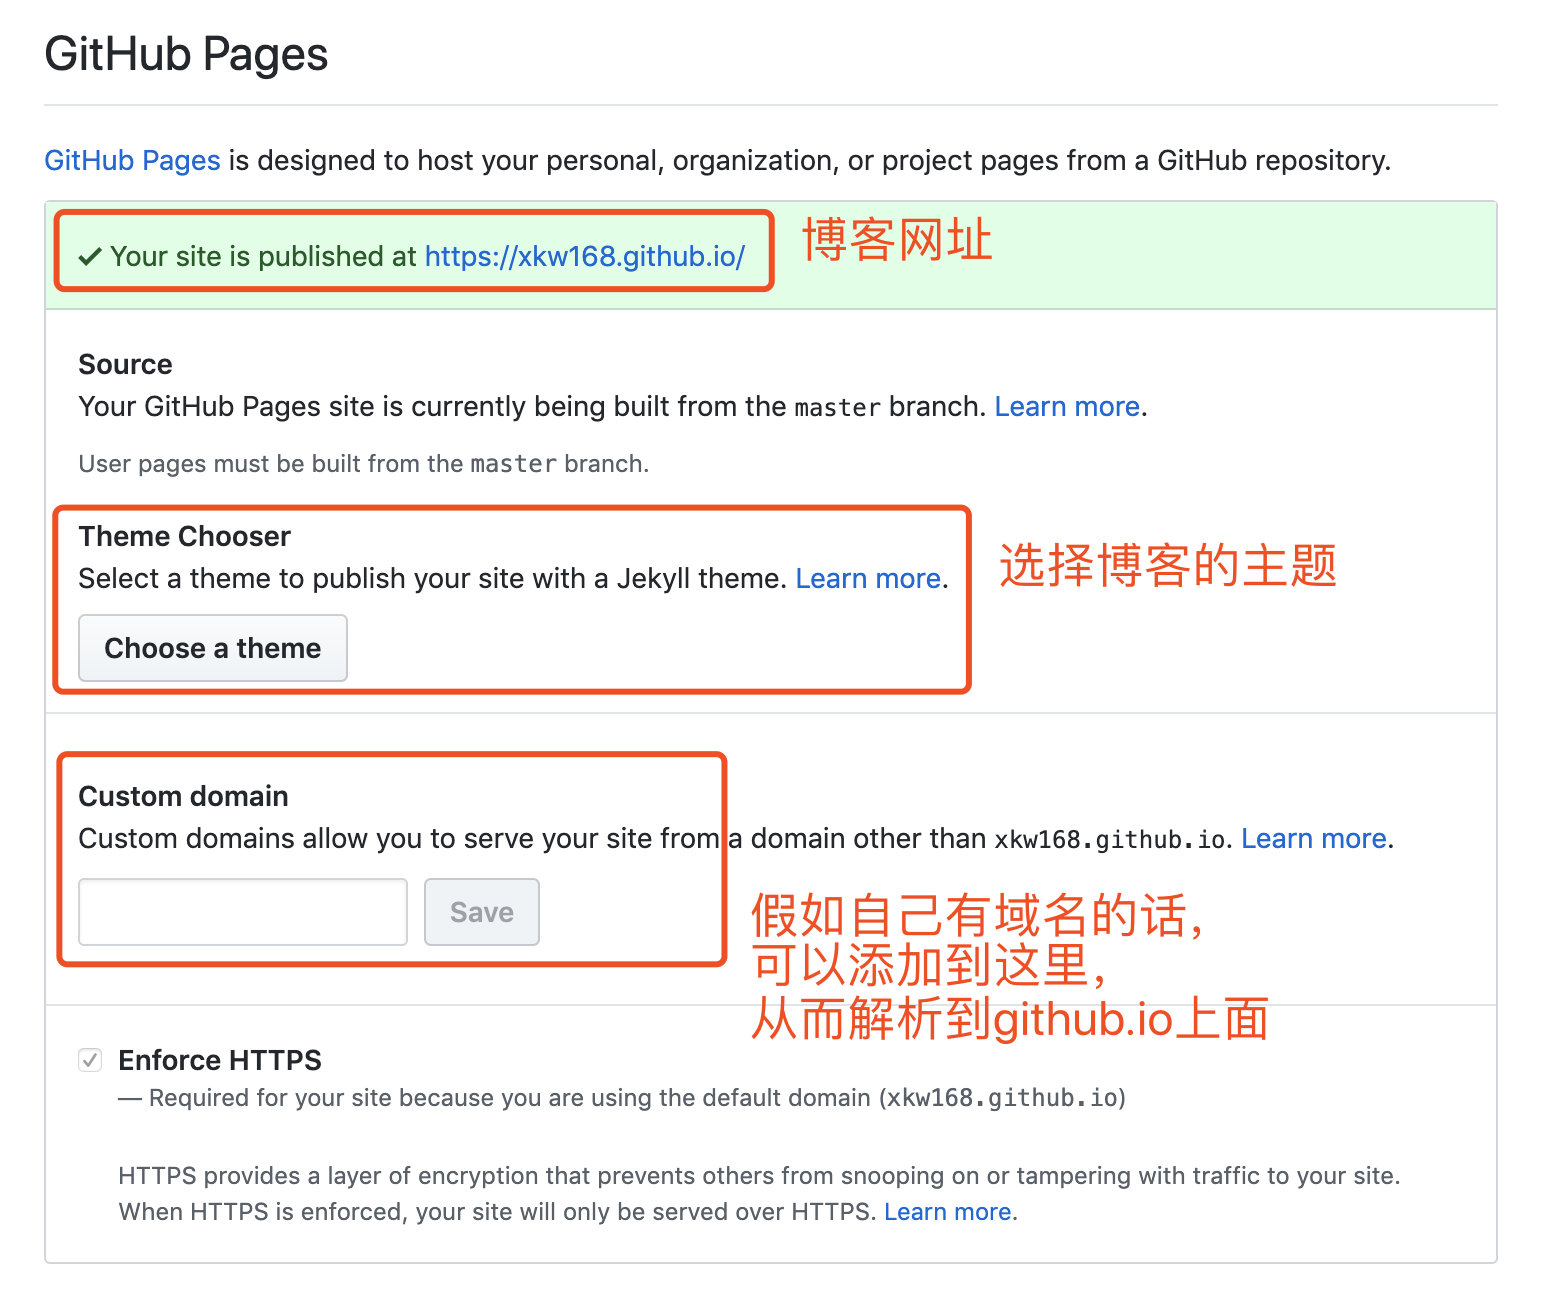 GitHub Pages
GitHub Pages is designed to host your personal, organization, or project pages from a GitHub repository.
Your site is published at https://xkw168.github.io/
博客网址
Source
Your GitHub Pages site is currently being built from the master branch. Learn more.
User pages must be built from the master branch.
Theme Chooser
Select a theme to publish your site with a Jekyll theme. Learn more.
选择博客的主题
Choose a theme
Custom domain
Custom domains allow you to serve your site from a domain other than xkw168.github.io. Learn more.
Save
假如自己有域名的话，
可以添加到这里，
从而解析到github.io上面
Enforce HTTPS
— Required for your site because you are using the default domain (xkw168.github.io)
HTTPS provides a layer of encryption that prevents others from snooping on or tampering with traffic to your site.
When HTTPS is enforced, your site will only be served over HTTPS. Learn more.